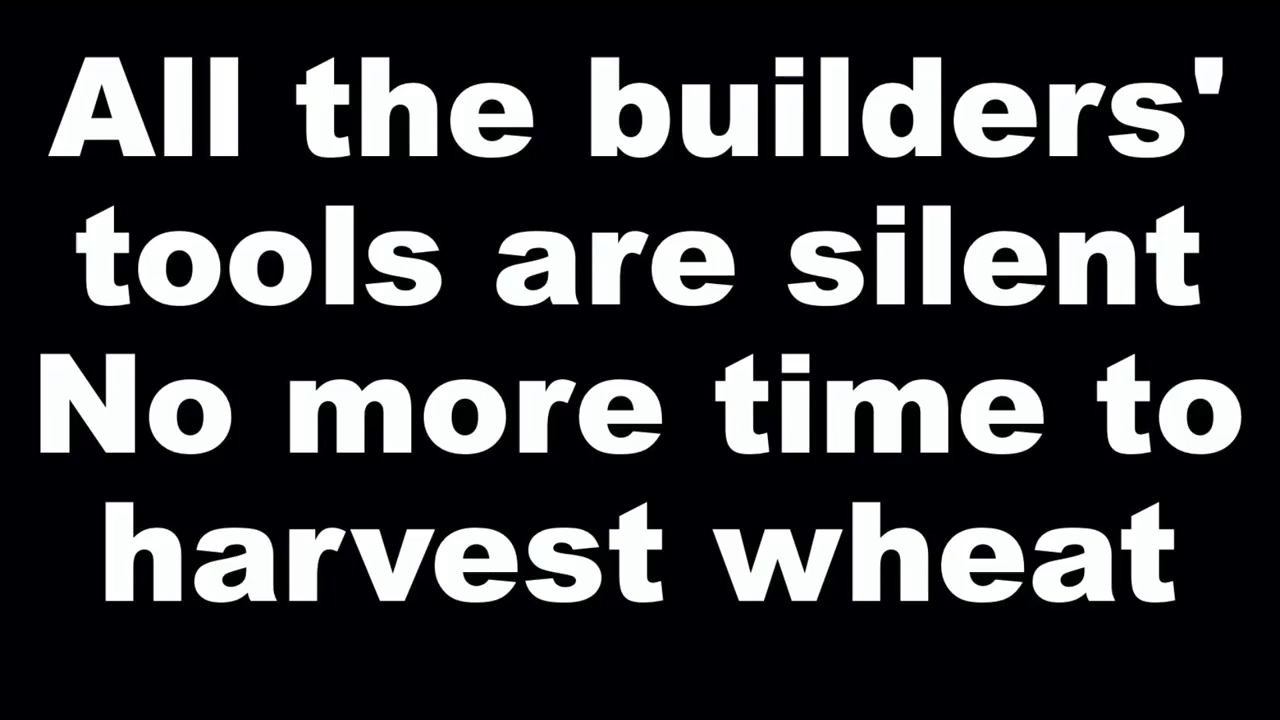 All the builders'
tools are silent
No more time to
harvest wheat